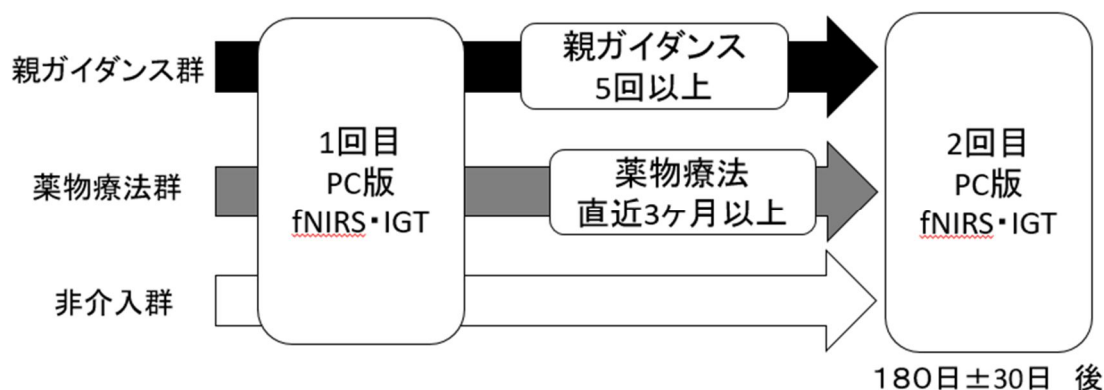 親ガイダンス群
親ガイダンス
5回以上
1回目
PC版
fNIRS・IGT
2回目
PC版
fNIRS・IGT
薬物療法群
薬物療法
直近3ヶ月以上
非介入群
180日±30日 後